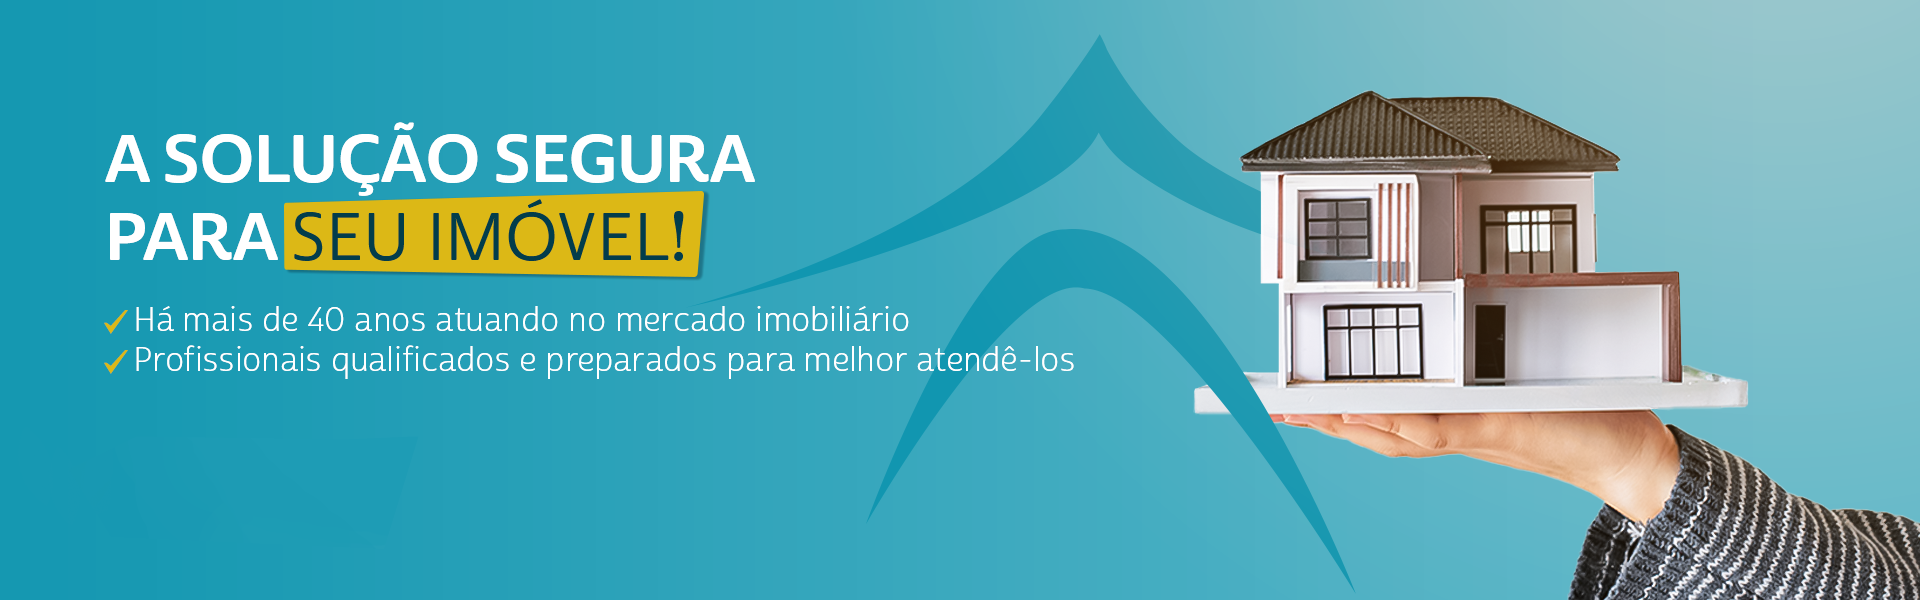 A SOLUÇÃO SEGURA
PARA SEU IMÓVEL!
Há mais de 40 anos atuando no mercado imobiliário
Profissionais qualificados e preparados para melhor atendê-los